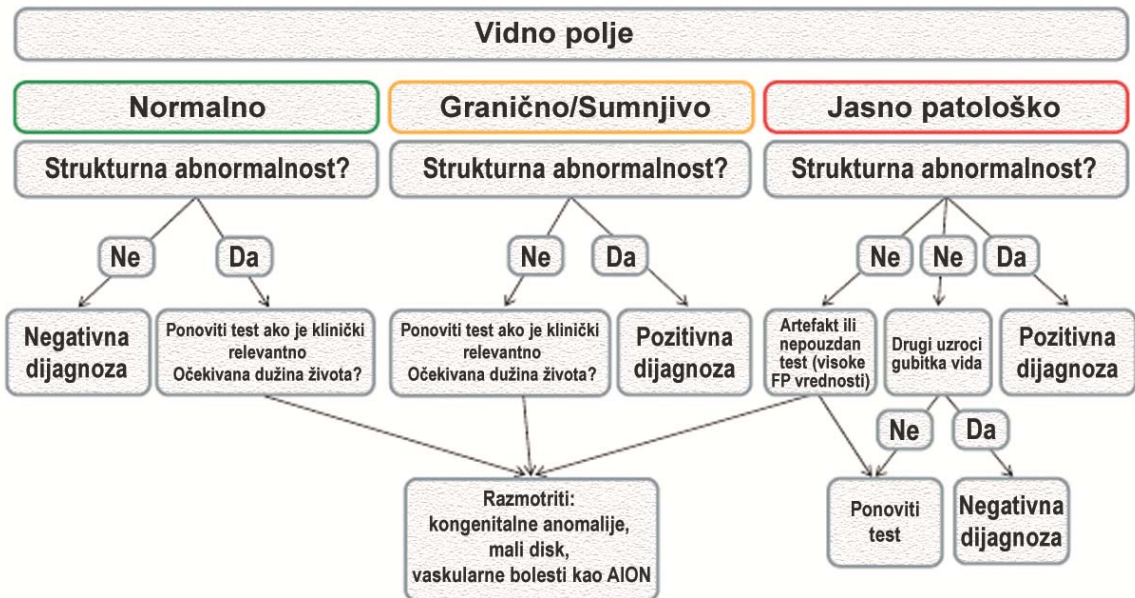 Vidno polje
Normalno
Granično/Sumnjivo
Jasno patološko
Strukturna abnormalnost?
Strukturna abnormalnost?
Strukturna abnormalnost?
Ne
Da
Ne
Da
Ne
Ne
Da
Negativna
dijagnoza
Ponoviti test ako je klinički
relevantno
Očekivana dužina života?
Ponoviti test ako je klinički
relevantno
Očekivana dužina života?
Pozitivna
dijagnoza
Artefakt ili
nepouzdan
test (visoke
FP vrednosti)
Drugi uzroci
gubitka vida
Pozitivna
dijagnoza
Ne
Da
Razmotriti:
kongenitalne anomalije,
mali disk,
vaskularne bolesti kao AION
Ponoviti
test
Negativna
dijagnoza